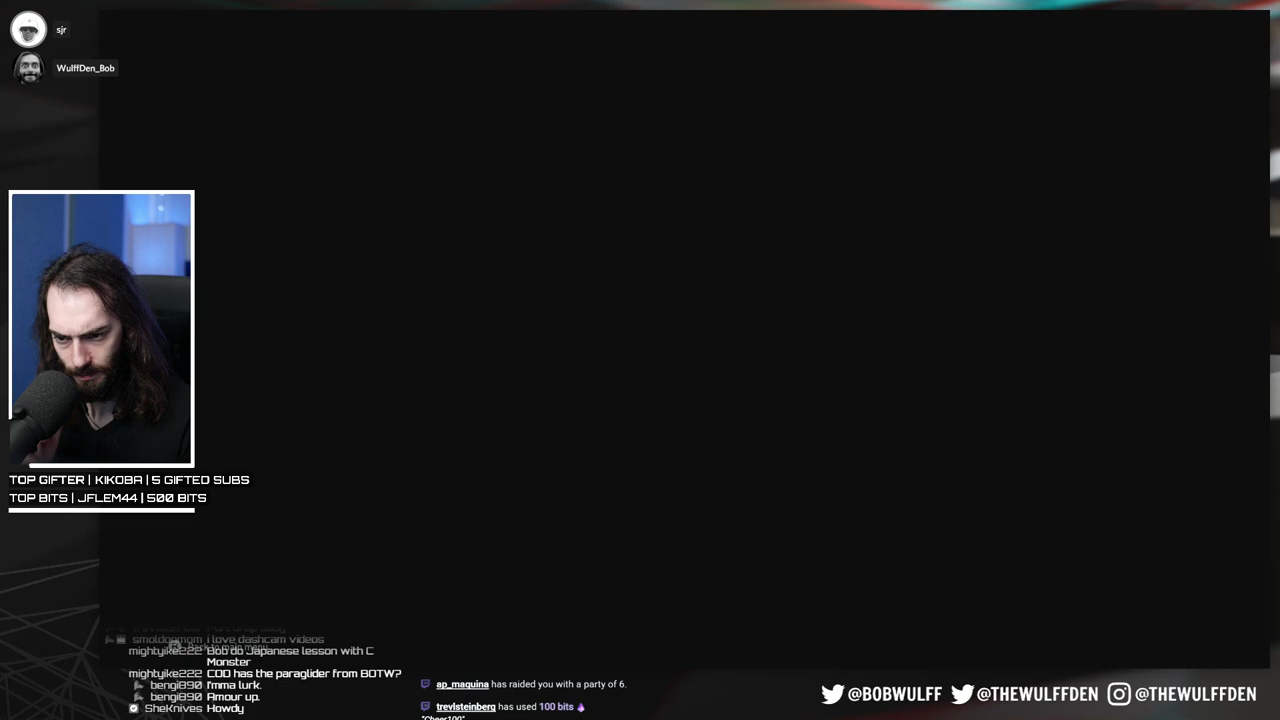 sjr
WulffDen_Bob
TOP GIFTER | KIKOBA | 5 GIFTED SUBS
TOP BITS | JFLEM44 | 500 BITS
smoldogmom i love dashcam videos
mightyike222 Bob do Japanese lesson with C
Monster
mightyike222 COD has the paraglider from BOTW?
bengi890 I'mma lurk.
bengi890 Amour up.
SheKnives Howdy
ap_maquina has raided you with a party of 6.
trevlsteinberg has used 100 bits
"Cheer100"
@BOBWULFF @THEWULFFDEN @THEWULFFDEN